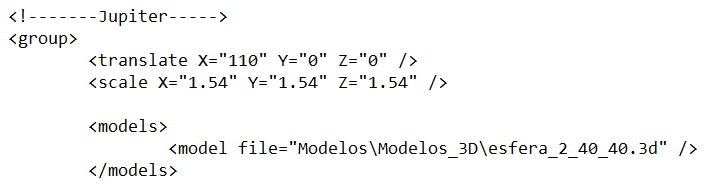 <!-------Jupiter----->
<group>
<translate X="110" Y="0" Z="0" />
<scale X="1.54" Y="1.54" Z="1.54" />
<models>
<model file="Modelos\Modelos_3D\esfera_2_40_40.3d" />
</models>